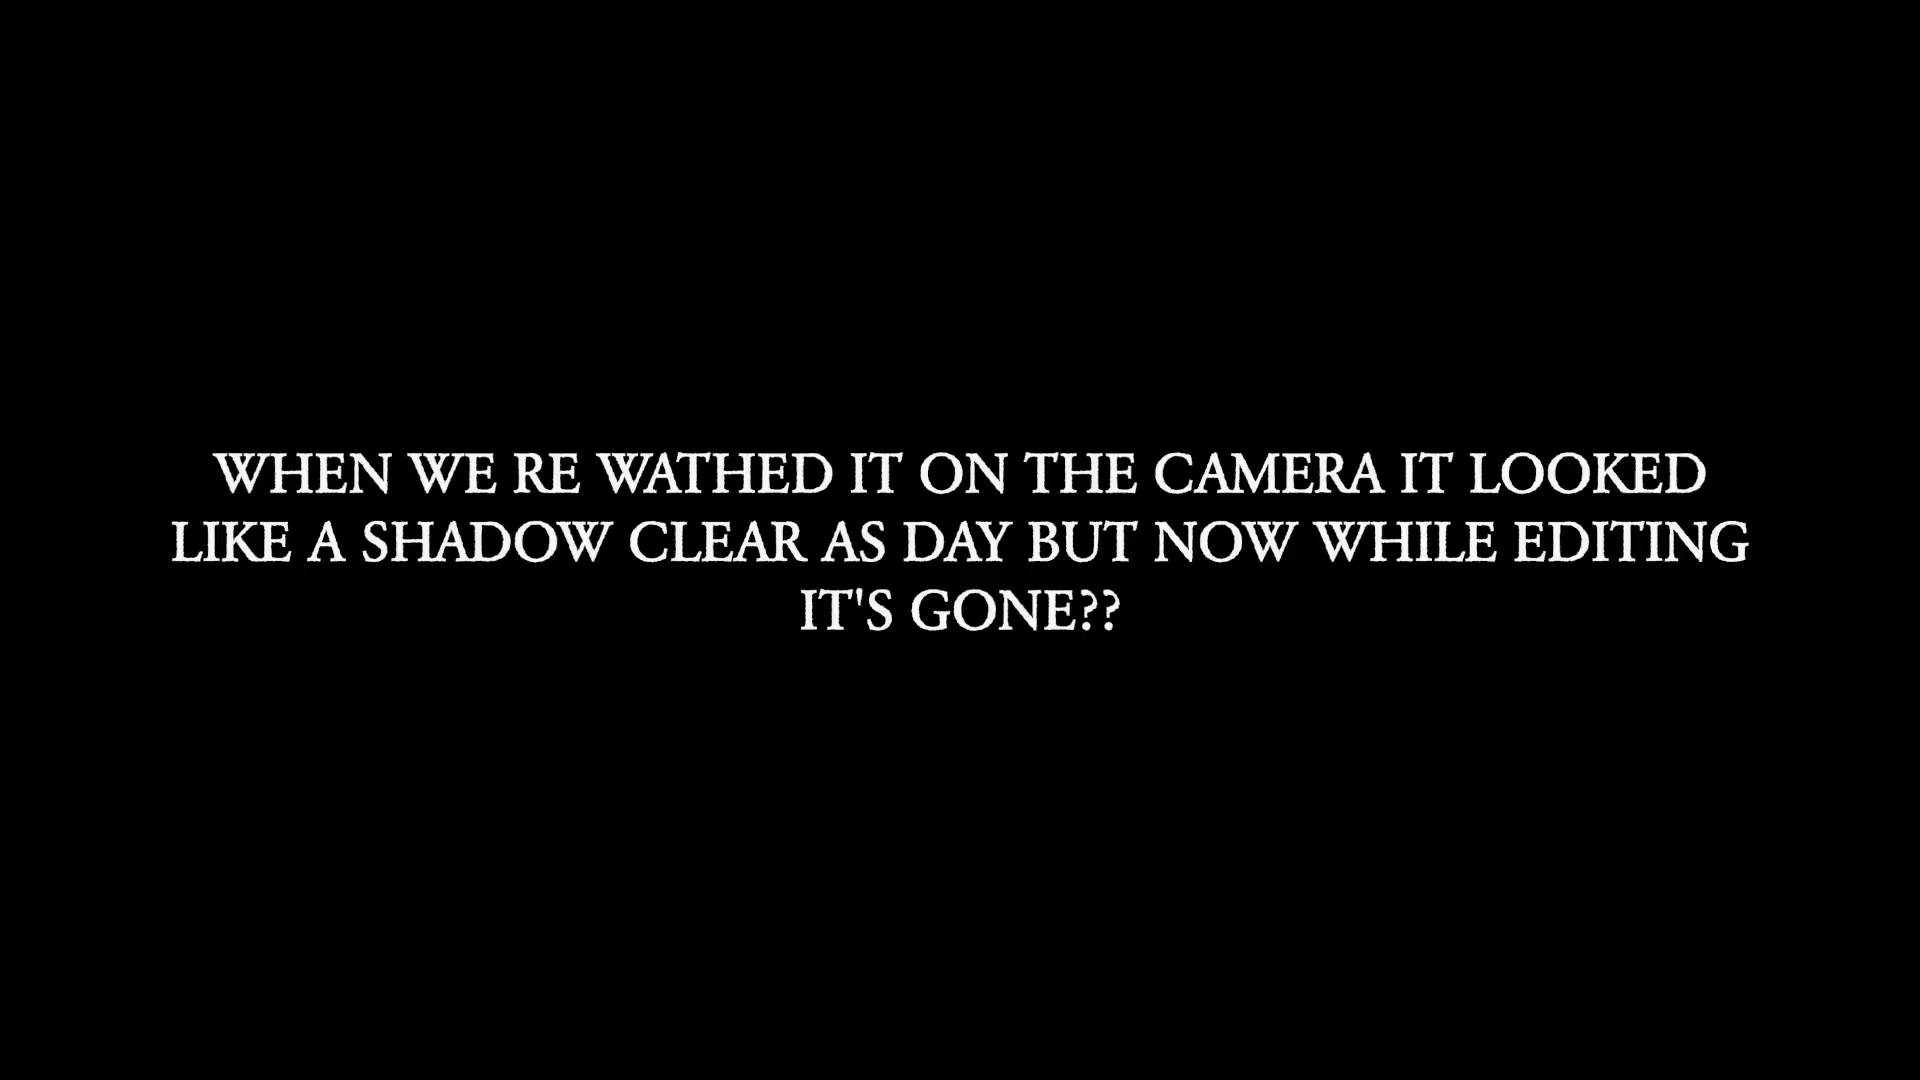 WHEN WE RE WATHED IT ON THE CAMERA IT LOOKED
LIKE A SHADOW CLEAR AS DAY BUT NOW WHILE EDITING
IT'S GONE??